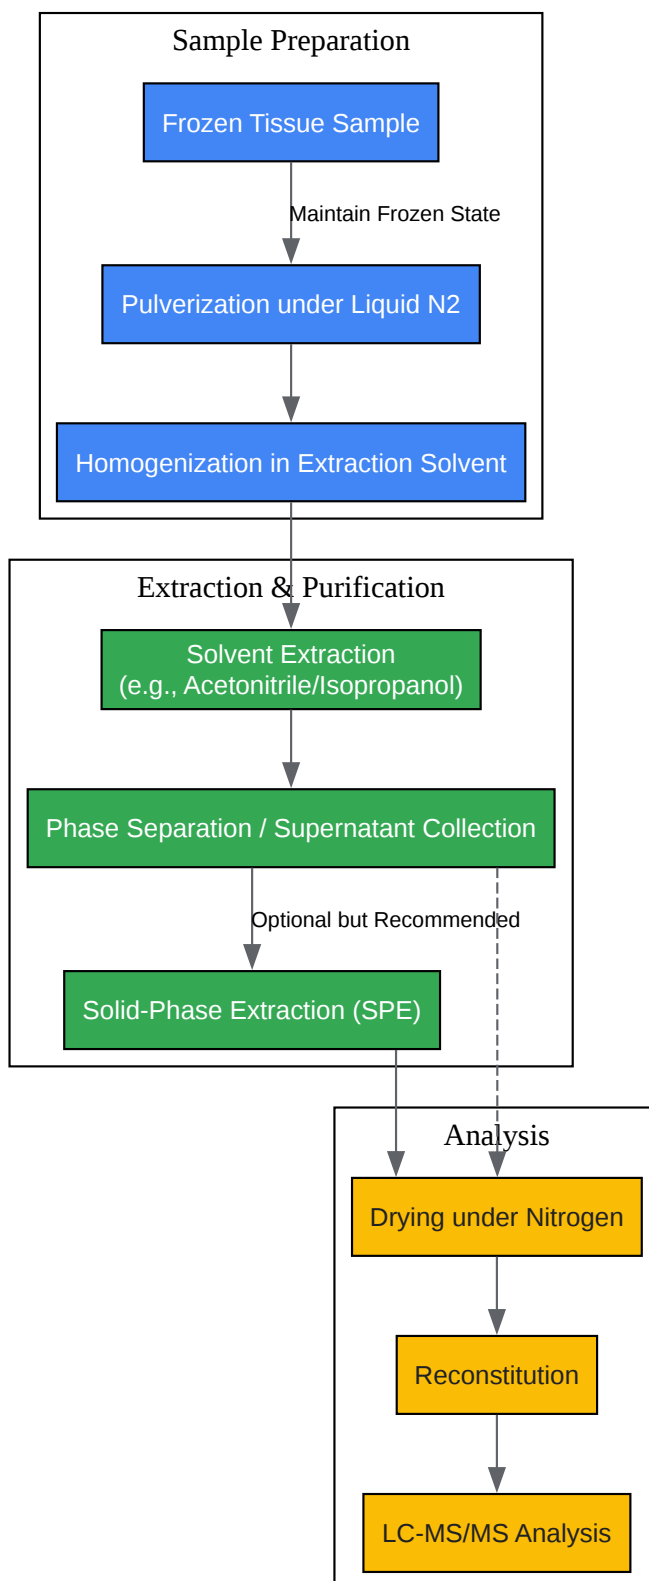 Sample Preparation
Frozen Tissue Sample
Maintain Frozen State
Pulverization under Liquid N2
Homogenization in Extraction Solvent
Extraction & Purification
Solvent Extraction
(e.g., Acetonitrile/Isopropanol)
Phase Separation / Supernatant Collection
Optional but Recommended
Solid-Phase Extraction (SPE)
Analysis
Drying under Nitrogen
Reconstitution
LC-MS/MS Analysis